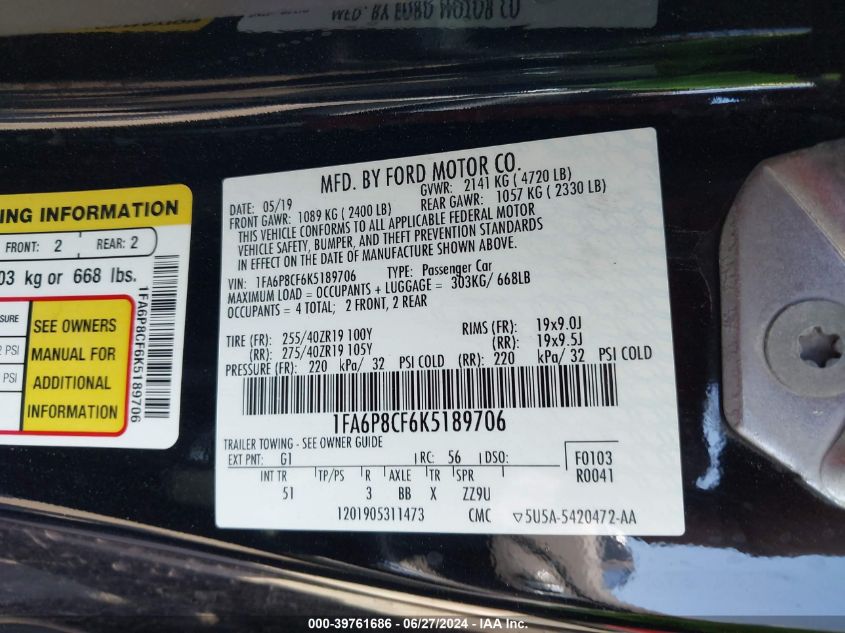 MFD. BY FORD MOTOR CO.
MFD. BY FORD MOTOR CO.
DATE: 05/19 GVWR: 2141 KG ( 4720 LB)
FRONT GAWR: 1089 KG ( 2400 LB) REAR GAWR: 1057 KG ( 2330 LB)
THIS VEHICLE CONFORMS TO ALL APPLICABLE FEDERAL MOTOR
VEHICLE SAFETY, BUMPER, AND THEFT PREVENTION STANDARDS
IN EFFECT ON THE DATE OF MANUFACTURE SHOWN ABOVE.
VIN: 1FA6P8CF6K5189706 TYPE: Passenger Car
MAXIMUM LOAD = OCCUPANTS + LUGGAGE = 303KG/ 668LB
OCCUPANTS = 4 TOTAL; 2 FRONT, 2 REAR
TIRE (FR): 255/40ZR19 100Y RIMS (FR): 19x9.0J
(RR): 275/40ZR19 105Y (RR): 19x9.5J
PRESSURE (FR): 220 kPa/ 32 PSI COLD (RR): 220 kPa/ 32 PSI COLD
1FA6P8CF6K5189706
TRAILER TOWING - SEE OWNER GUIDE
EXT PNT: G1 RC: 56 DSO: F0103
R0041
INT TR TP/PS R AXLE TR SPR
51 3 BB X ZZ9U
1201905311473 CMC ▽5U5A-5420472-AA
ING INFORMATION
FRONT: 2 REAR: 2
03 kg or 668 lbs.
SURE
PSI
PSI
SEE OWNERS
MANUAL FOR
ADDITIONAL
INFORMATION
1FA6P8CF6K5189706
000-39761686 - 06/27/2024 - IAA Inc.